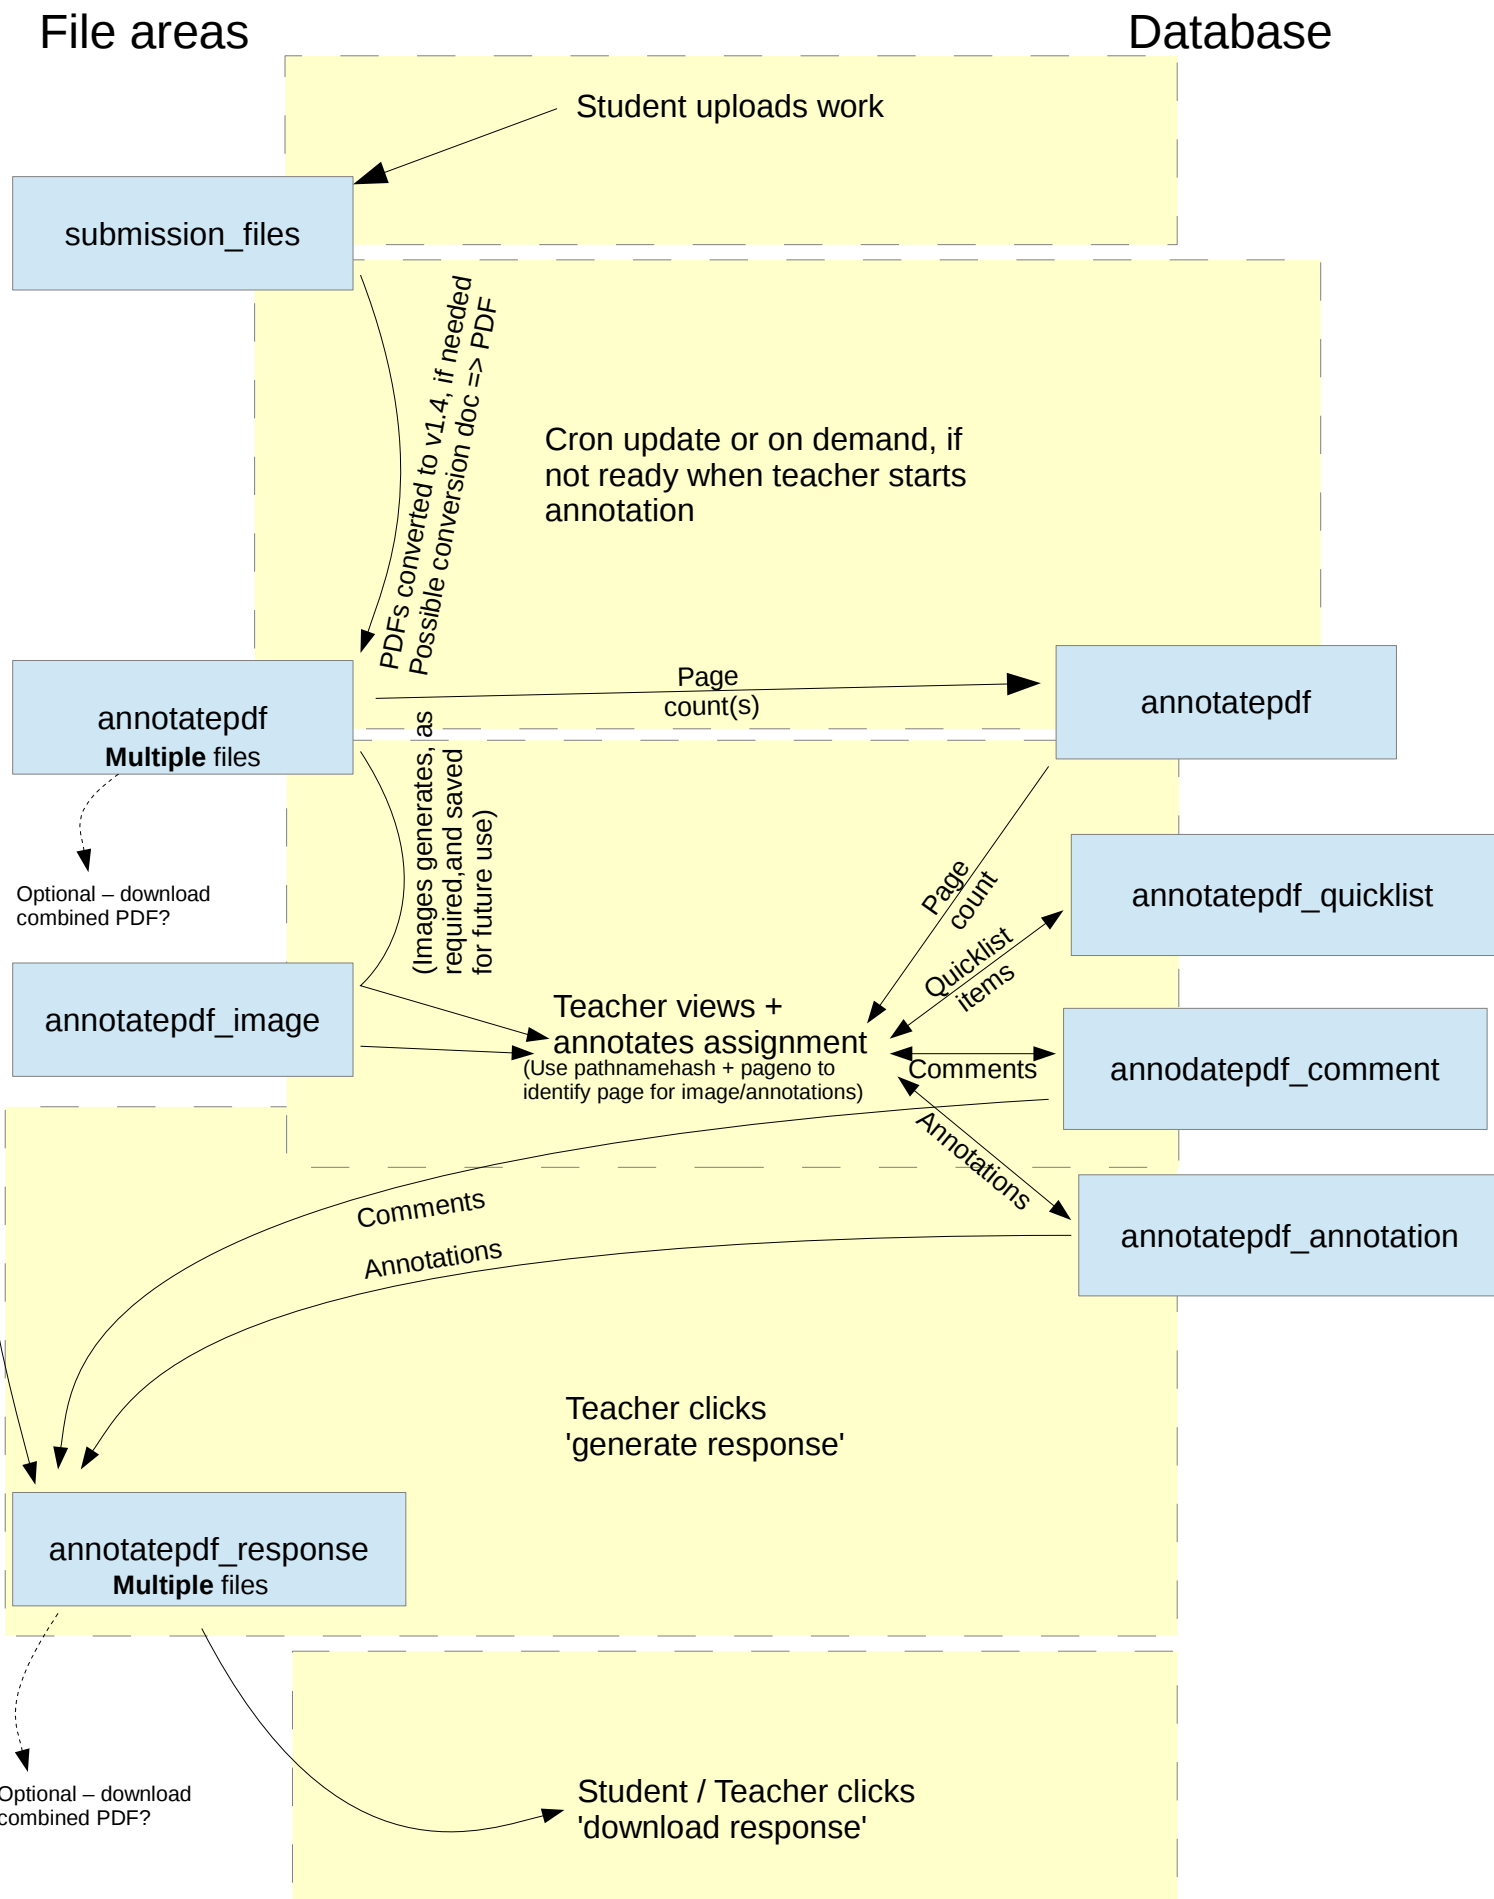 File areas
Database
Student uploads work
submission_files
PDFs converted to v1.4, if needed
Possible conversion doc => PDF
Cron update or on demand, if
not ready when teacher starts
annotation
Page
count(s)
annotatepdf
Multiple files
annotatepdf
(Images generates, as
required,and saved
for future use)
Optional – download
combined PDF?
Page
count
annotatepdf_quicklist
Quicklist
items
annotatepdf_image
Teacher views +
annotates assignment
(Use pathnamehash + pageno to
identify page for image/annotations)
Comments
annodatepdf_comment
Annotations
annotatepdf_annotation
Comments
Annotations
Teacher clicks
'generate response'
annotatepdf_response
Multiple files
Optional – download
combined PDF?
Student / Teacher clicks
'download response'